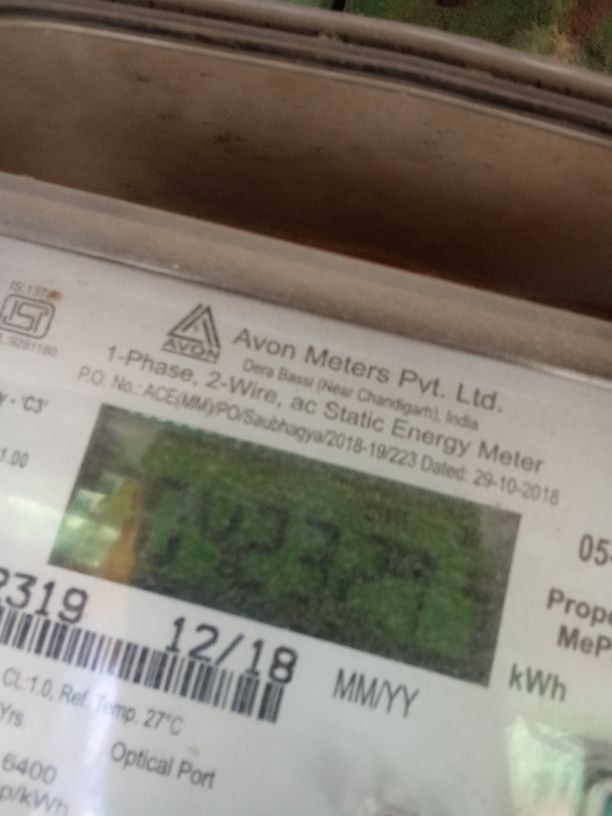 IS:137
ISI
L:9281180
AVON
Avon Meters Pvt. Ltd.
Dera Bassi (Near Chandigarh), India
1-Phase, 2-Wire, ac Static Energy Meter
P.O. No.: ACE(MM)/PO/Saubhagya/2018-19/223 Dated: 29-10-2018
y - 'C3'
1.00
05-
Prope
MeP
kWh
2319
12/18
MM/YY
CL:1.0, Ref. Temp. 27°C
Yrs.
Optical Port
6400
p/kWh